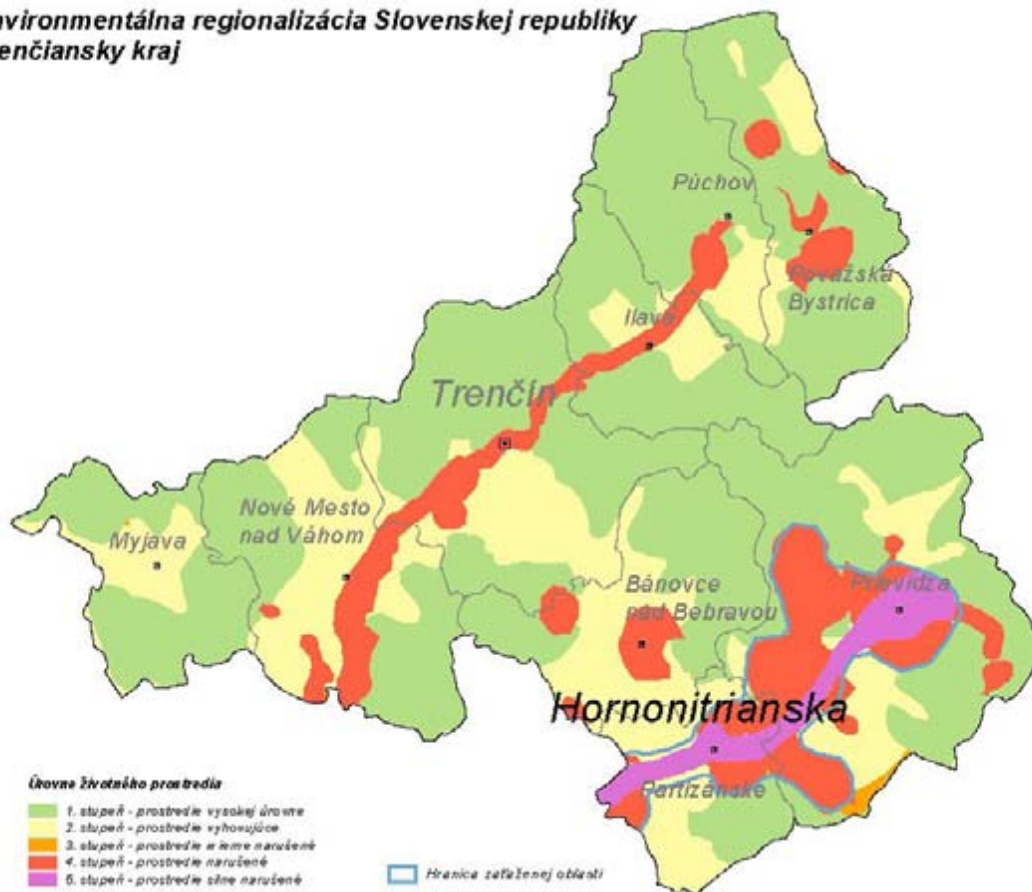 nvironmentálna regionalizácia Slovenskej republiky
enčiansky kraj
Púchov
Považská
Bystrica
Ilava
Trenčín
Nové Mesto
nad Váhom
Myjava
Bánovce
nad Bebravou
Prievidza
Hornonitrianska
Partizánske
Úrovne životného prostredia
1. stupeň - prostredie vysokej úrovne
2. stupeň - prostredie vyhovujúce
3. stupeň - prostredie mierne narušené
4. stupeň - prostredie narušené
5. stupeň - prostredie silne narušené
Hranica zaťaženej oblasti